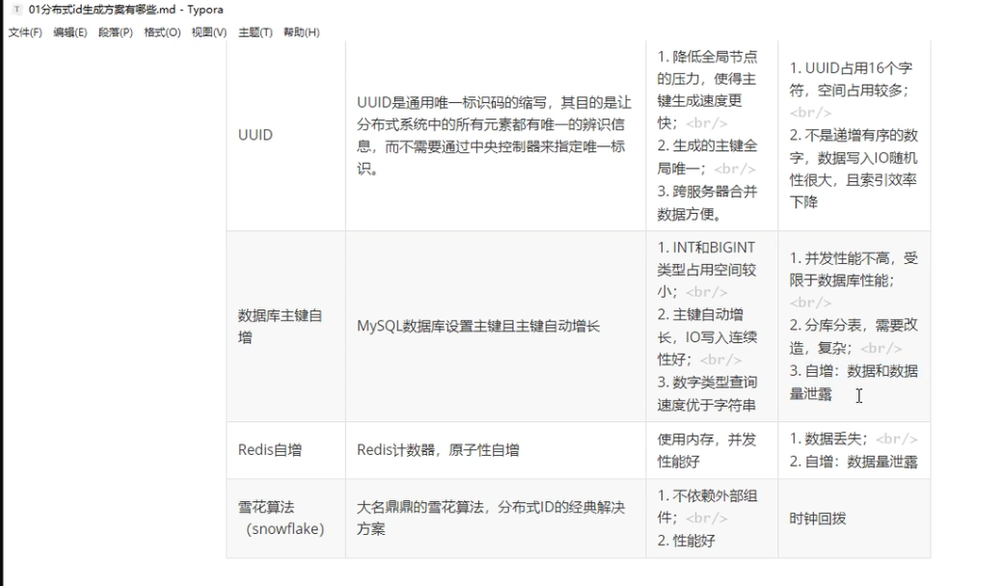 01分布式id生成方案有哪些.md - Typora
文件(F) 编辑(E) 段落(P) 格式(O) 视图(V) 主题(T) 帮助(H)
UUID
UUID是通用唯一标识码的缩写，其目的是让
分布式系统中的所有元素都有唯一的辨识信
息，而不需要通过中央控制器来指定唯一标
识。
1. 降低全局节点
的压力，使得主
键生成速度更
快；<br/>
2. 生成的主键全
局唯一；<br/>
3. 跨服务器合并
数据方便。
1. UUID占用16个字
符，空间占用较多；
<br/>
2. 不是递增有序的数
字，数据写入IO随机
性很大，且索引效率
下降
数据库主键自
增
MySQL数据库设置主键且主键自动增长
1. INT和BIGINT
类型占用空间较
小；<br/>
2. 主键自动增
长，IO写入连续
性好；<br/>
3. 数字类型查询
速度优于字符串
1. 并发性能不高，受
限于数据库性能；
<br/>
2. 分库分表，需要改
造，复杂；<br/>
3. 自增：数据和数据
量泄露
Redis自增
Redis计数器，原子性自增
使用内存，并发
性能好
1. 数据丢失；<br/>
2. 自增：数据量泄露
雪花算法
（snowflake）
大名鼎鼎的雪花算法，分布式ID的经典解决
方案
1. 不依赖外部组
件；<br/>
2. 性能好
时钟回拨